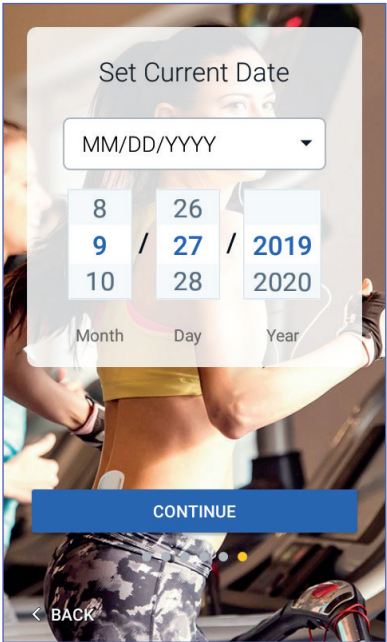 Set Current Date
MM/DD/YYYY
8 26
9 / 27 / 2019
10 28 2020
Month Day Year
CONTINUE
< BACK